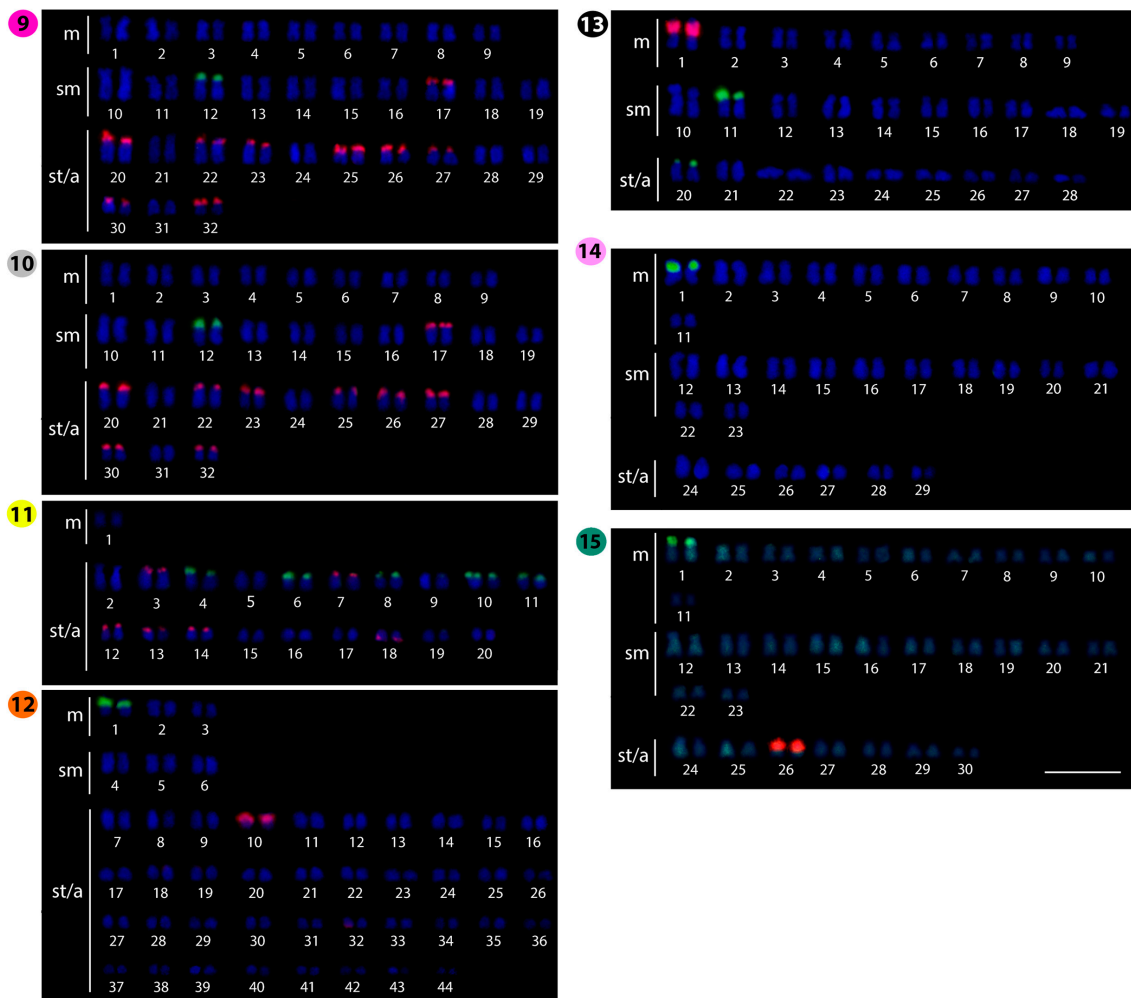 9
m
1 2 3 4 5 6 7 8 9
sm
10 11 12 13 14 15 16 17 18 19
st/a
20 21 22 23 24 25 26 27 28 29
30 31 32
10
m
1 2 3 4 5 6 7 8 9
sm
10 11 12 13 14 15 16 17 18 19
st/a
20 21 22 23 24 25 26 27 28 29
30 31 32
11
m
1
st/a
2 3 4 5 6 7 8 9 10 11
12 13 14 15 16 17 18 19 20
12
m
1 2 3
sm
4 5 6
st/a
7 8 9 10 11 12 13 14 15 16
17 18 19 20 21 22 23 24 25 26
27 28 29 30 31 32 33 34 35 36
37 38 39 40 41 42 43 44
13
m
1 2 3 4 5 6 7 8 9
sm
10 11 12 13 14 15 16 17 18 19
st/a
20 21 22 23 24 25 26 27 28
14
m
1 2 3 4 5 6 7 8 9 10
11
sm
12 13 14 15 16 17 18 19 20 21
22 23
st/a
24 25 26 27 28 29
15
m
1 2 3 4 5 6 7 8 9 10
11
sm
12 13 14 15 16 17 18 19 20 21
22 23
st/a
24 25 26 27 28 29 30